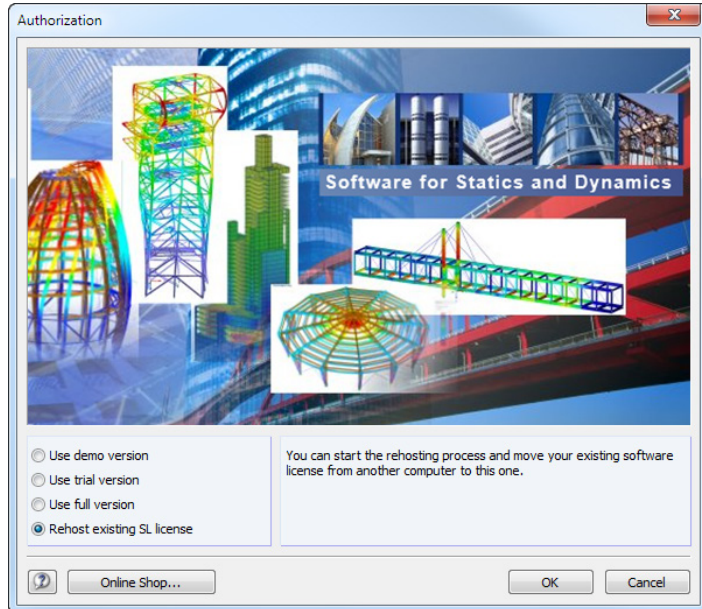 Authorization
Software for Statics and Dynamics
Use demo version
Use trial version
Use full version
Rehost existing SL license
You can start the rehosting process and move your existing software
license from another computer to this one.
Online Shop...
OK
Cancel